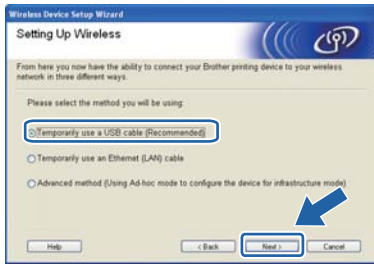 Wireless Device Setup Wizard
Setting Up Wireless
From here you now have the ability to connect your Brother printing device to your wireless
network in three different ways.
Please select the method you will be using:
Temporarily use a USB cable (Recommended)
Temporarily use an Ethernet (LAN) cable
Advanced method (Using Ad-hoc mode to configure the device for infrastructure mode)
Help
< Back
Next >
Cancel